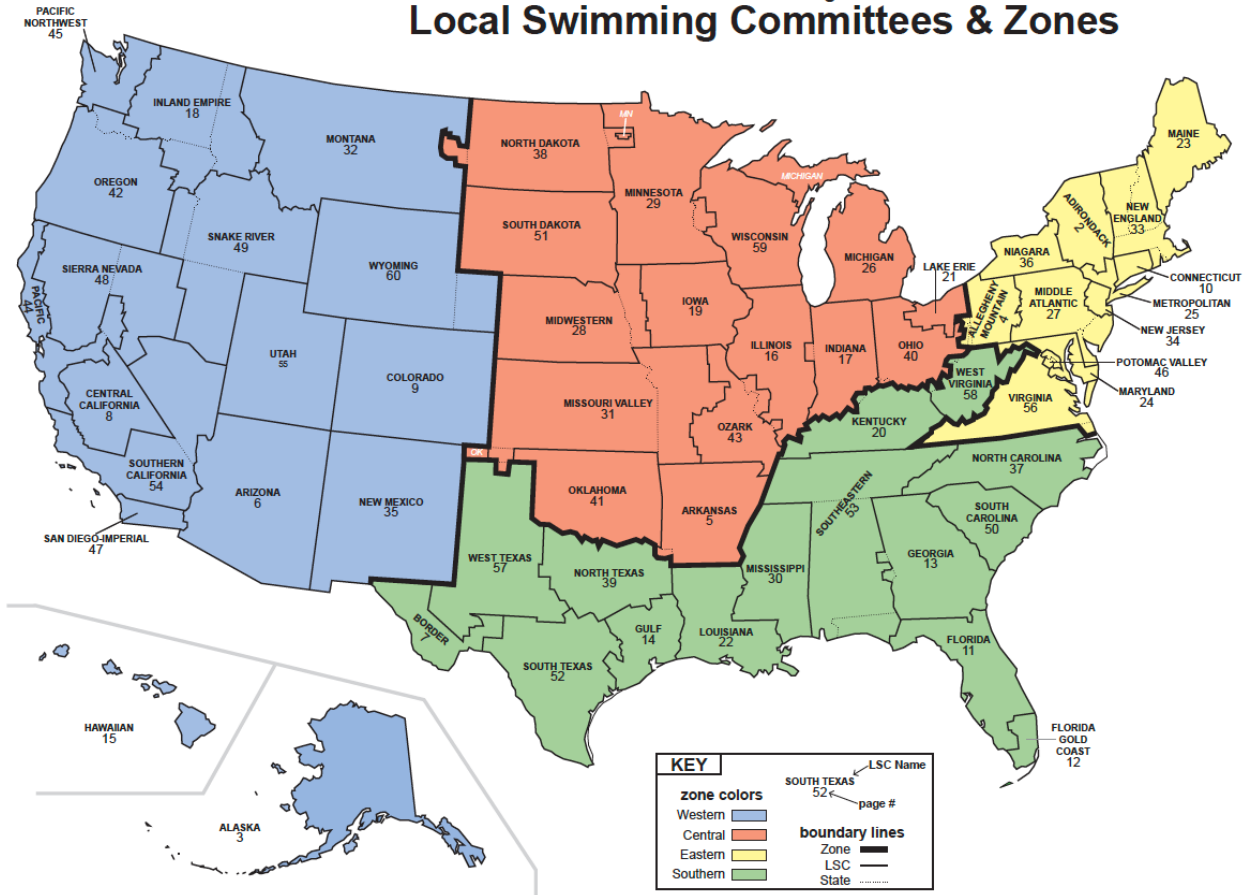 Local Swimming Committees & Zones
PACIFIC
NORTHWEST
45
INLAND EMPIRE
18
MONTANA
32
OREGON
42
SNAKE RIVER
49
WYOMING
60
SIERRA NEVADA
48
PACIFIC
44
UTAH
55
COLORADO
9
CENTRAL
CALIFORNIA
8
SOUTHERN
CALIFORNIA
54
ARIZONA
6
NEW MEXICO
35
SAN DIEGO-IMPERIAL
47
HAWAIIAN
15
ALASKA
3
NORTH DAKOTA
38
MN
MINNESOTA
29
SOUTH DAKOTA
51
MICHIGAN
WISCONSIN
59
MICHIGAN
26
LAKE ERIE
21
MIDWESTERN
28
IOWA
19
ILLINOIS
16
INDIANA
17
OHIO
40
MISSOURI VALLEY
31
OZARK
43
OK
OKLAHOMA
41
ARKANSAS
5
MAINE
23
ADIRONDACK
2
NEW
ENGLAND
33
NIAGARA
36
CONNECTICUT
10
ALLEGHENY
MOUNTAIN
4
MIDDLE
ATLANTIC
27
METROPOLITAN
25
NEW JERSEY
34
POTOMAC VALLEY
46
MARYLAND
24
VIRGINIA
56
WEST
VIRGINIA
58
KENTUCKY
20
NORTH CAROLINA
37
SOUTHEASTERN
53
SOUTH
CAROLINA
50
GEORGIA
13
MISSISSIPPI
30
WEST TEXAS
57
NORTH TEXAS
39
BORDER
7
GULF
14
LOUISIANA
22
SOUTH TEXAS
52
FLORIDA
11
FLORIDA
GOLD
COAST
12
KEY
LSC Name
SOUTH TEXAS
52
page #
zone colors
Western
Central
Eastern
Southern
boundary lines
Zone
LSC
State